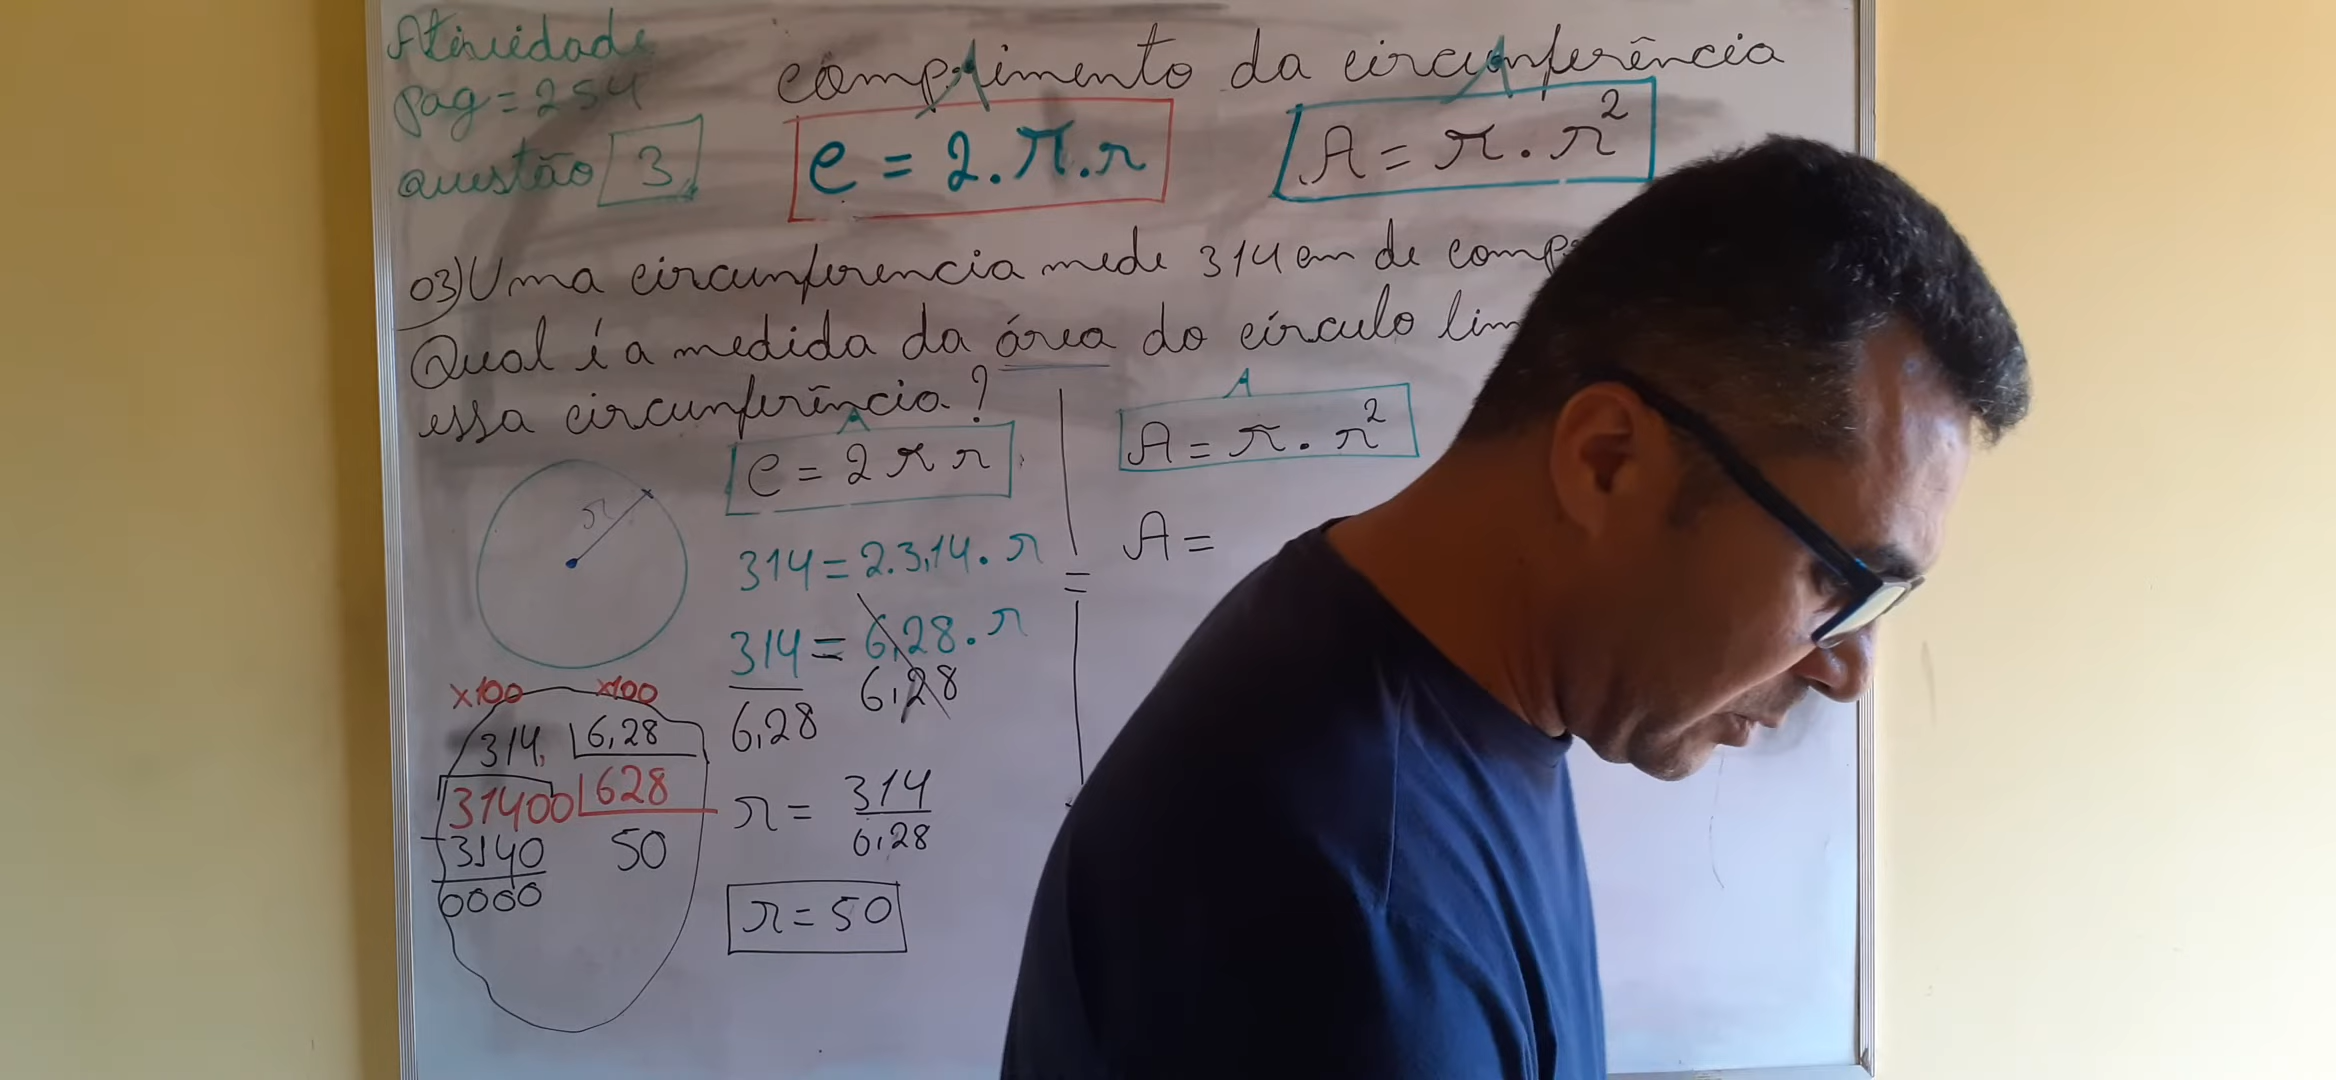 Atividade
pag = 254
questão 3
comprimento da circunferência
C = 2.π.r
A = π.r²
03) Uma circunferencia mede 314 cm de
Qual é a medida da área do círculo
essa circunferência?
r
C = 2πr
314 = 2.3,14.r
314 = 6,28.r
6,28 6,28
r = 314
6,28
r = 50
x100 x100
314, 6,28
31400 628
-3140 50
0000
=
A = π.r²
A =